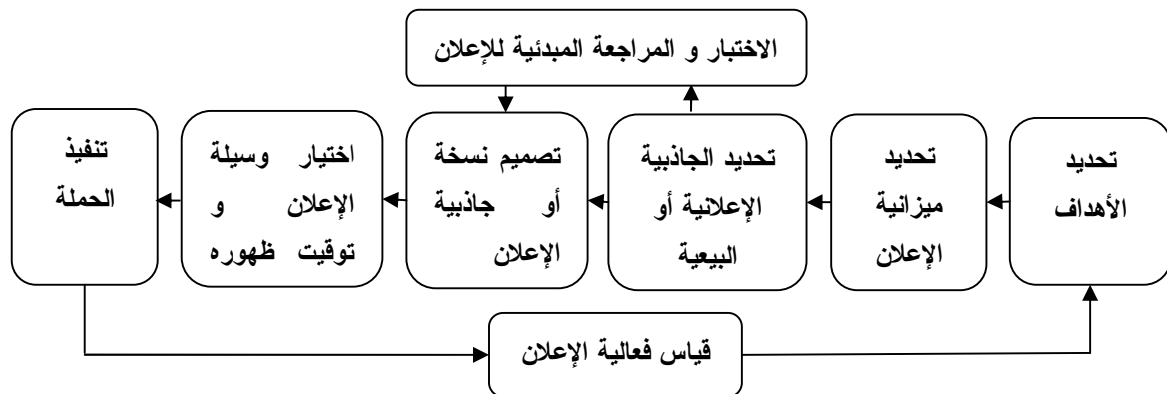 الاختبار و المراجعة المبدئية للإعلان
تحديد
الأهداف
تحديد
ميزانية
الإعلان
تحديد الجاذبية
الإعلانية أو
البيعية
تصميم نسخة
أو جاذبية
الإعلان
اختيار وسيلة
الإعلان و
توقيت ظهوره
تنفيذ
الحملة
قياس فعالية الإعلان